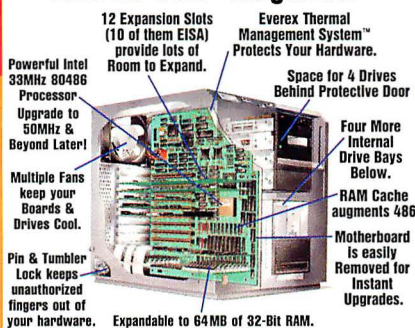 12 Expansion Slots
(10 of them EISA)
provide lots of
Room to Expand.
Everex Thermal
Management System™
Protects Your Hardware.
Powerful Intel
33MHz 80486
Processor
Upgrade to
50MHz &
Beyond Later!
Space for 4 Drives
Behind Protective Door
Multiple Fans
keep your
Boards &
Drives Cool.
Four More
Internal
Drive Bays
Below.
RAM Cache
augments 486
Pin & Tumbler
Lock keeps
unauthorized
fingers out of
your hardware.
Motherboard
is easily
Removed for
Instant
Upgrades.
Expandable to 64MB of 32-Bit RAM.